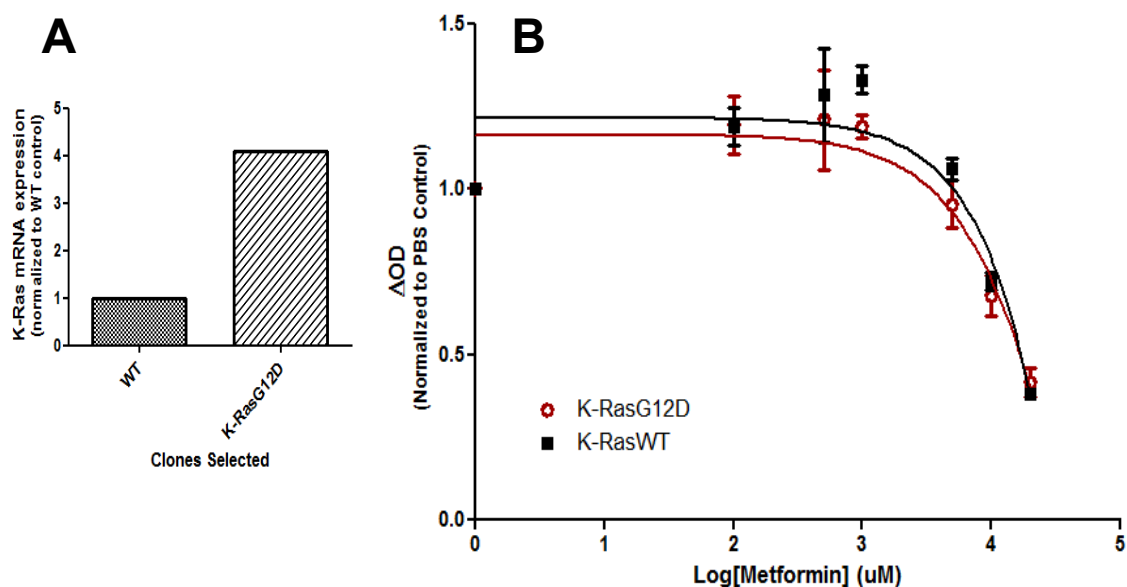 A
K-Ras mRNA expression
(normalized to WT control)
5
4
3
2
1
0
WT
K-RasG12D
Clones Selected
B
ΔOD
(Normalized to PBS Control)
1.5
1.0
0.5
0.0
K-RasG12D
K-RasWT
0
1
2
3
4
5
Log[Metformin] (uM)